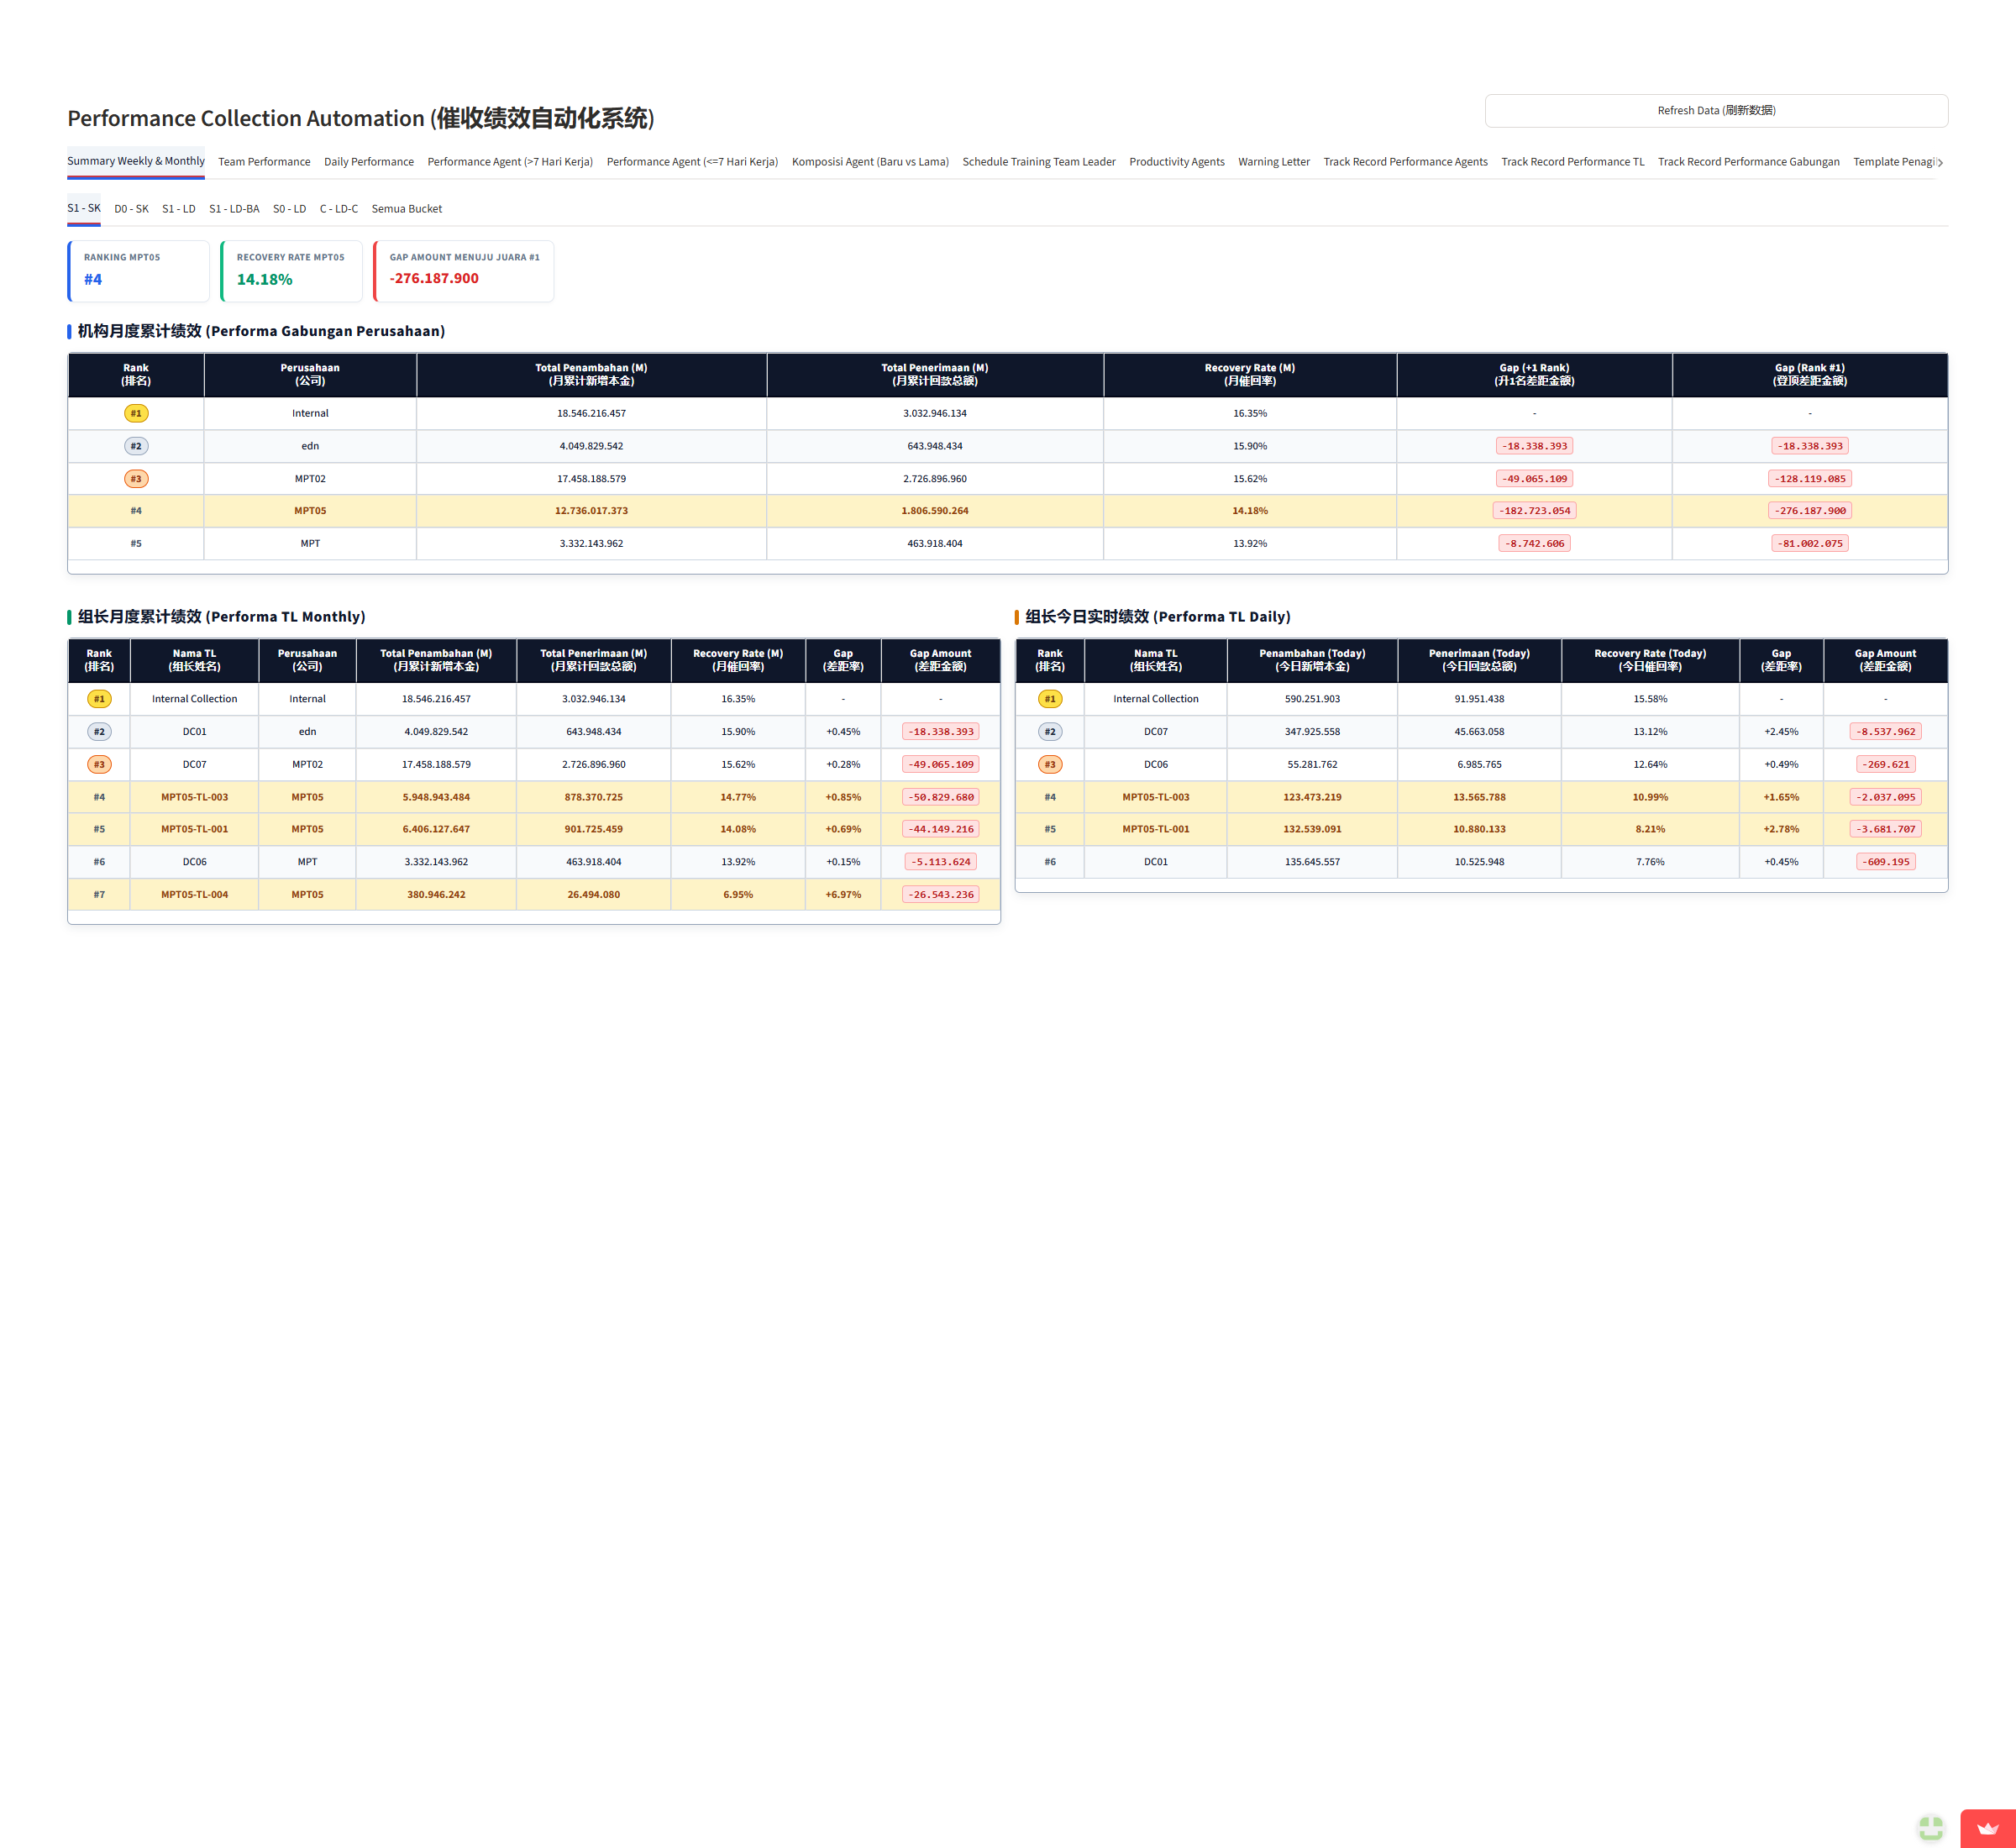 Performance Collection Automation (催收绩效自动化系统)
Refresh Data (刷新数据)
Summary Weekly & Monthly Team Performance Daily Performance Performance Agent (>7 Hari Kerja) Performance Agent (<=7 Hari Kerja) Komposisi Agent (Baru vs Lama) Schedule Training Team Leader Productivity Agents Warning Letter Track Record Performance Agents Track Record Performance TL Track Record Performance Gabungan Template Penagi
S1 - SK D0 - SK S1 - LD S1 - LD-BA S0 - LD C - LD-C Semua Bucket
RANKING MPT05 RECOVERY RATE MPT05 GAP AMOUNT MENUJU JUARA #1
#4 14.18% -276.187.900
机构月度累计绩效 (Performa Gabungan Perusahaan)
Rank Perusahaan Total Penambahan (M) Total Penerimaan (M) Recovery Rate (M) Gap (+1 Rank) Gap (Rank #1)
(排名) (公司) (月累计新增本金) (月累计回款总额) (月催回率) (升1名差距金额) (登顶差距金额)
#1 Internal 18.546.216.457 3.032.946.134 16.35% - -
#2 edn 4.049.829.542 643.948.434 15.90% -18.338.393 -18.338.393
#3 MPT02 17.458.188.579 2.726.896.960 15.62% -49.065.109 -128.119.085
#4 MPT05 12.736.017.373 1.806.590.264 14.18% -182.723.054 -276.187.900
#5 MPT 3.332.143.962 463.918.404 13.92% -8.742.606 -81.002.075
组长月度累计绩效 (Performa TL Monthly)
Rank Nama TL Perusahaan Total Penambahan (M) Total Penerimaan (M) Recovery Rate (M) Gap Gap Amount
(排名) (组长姓名) (公司) (月累计新增本金) (月累计回款总额) (月催回率) (差距率) (差距金额)
#1 Internal Collection Internal 18.546.216.457 3.032.946.134 16.35% - -
#2 DC01 edn 4.049.829.542 643.948.434 15.90% +0.45% -18.338.393
#3 DC07 MPT02 17.458.188.579 2.726.896.960 15.62% +0.28% -49.065.109
#4 MPT05-TL-003 MPT05 5.948.943.484 878.370.725 14.77% +0.85% -50.829.680
#5 MPT05-TL-001 MPT05 6.406.127.647 901.725.459 14.08% +0.69% -44.149.216
#6 DC06 MPT 3.332.143.962 463.918.404 13.92% +0.15% -5.113.624
#7 MPT05-TL-004 MPT05 380.946.242 26.494.080 6.95% +6.97% -26.543.236
组长今日实时绩效 (Performa TL Daily)
Rank Nama TL Penambahan (Today) Penerimaan (Today) Recovery Rate (Today) Gap Gap Amount
(排名) (组长姓名) (今日新增本金) (今日回款总额) (今日催回率) (差距率) (差距金额)
#1 Internal Collection 590.251.903 91.951.438 15.58% - -
#2 DC07 347.925.558 45.663.058 13.12% +2.45% -8.537.962
#3 DC06 55.281.762 6.985.765 12.64% +0.49% -269.621
#4 MPT05-TL-003 123.473.219 13.565.788 10.99% +1.65% -2.037.095
#5 MPT05-TL-001 132.539.091 10.880.133 8.21% +2.78% -3.681.707
#6 DC01 135.645.557 10.525.948 7.76% +0.45% -609.195